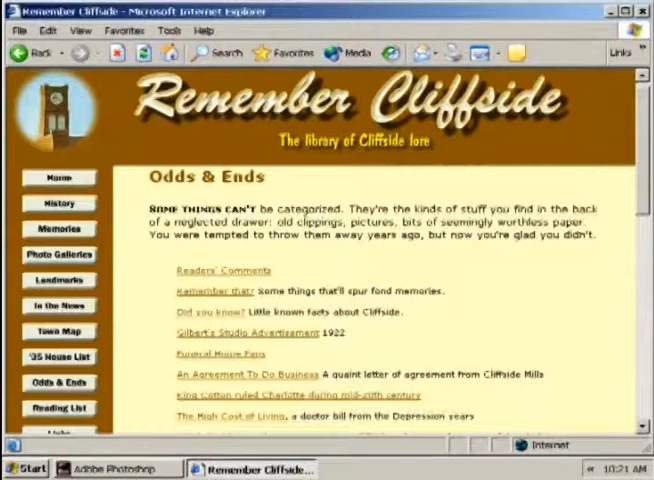 Remember Cliffside - Microsoft Internet Explorer
File Edit View Favorites Tools Help
Back Search Favorites Media Links »
Remember Cliffside
The library of Cliffside lore
Home
History
Memories
Photo Galleries
Landmarks
In the News
Town Map
'35 House List
Odds & Ends
Reading List
Links
Odds & Ends
SOME THINGS CAN'T be categorized. They're the kinds of stuff you find in the back
of a neglected drawer: old clippings, pictures, bits of seemingly worthless paper.
You were tempted to throw them away years ago, but now you're glad you didn't.
Readers' Comments
Remember that? Some things that'll spur fond memories.
Did you know? Little known facts about Cliffside.
Gilbert's Studio Advertisement 1922
Funeral Home Fans
An Agreement To Do Business A quaint letter of agreement from Cliffside Mills
King Cotton ruled Charlotte during mid-20th century
The High Cost of Living, a doctor bill from the Depression years
Internet
Start Adobe Photoshop Remember Cliffside... « 10:21 AM